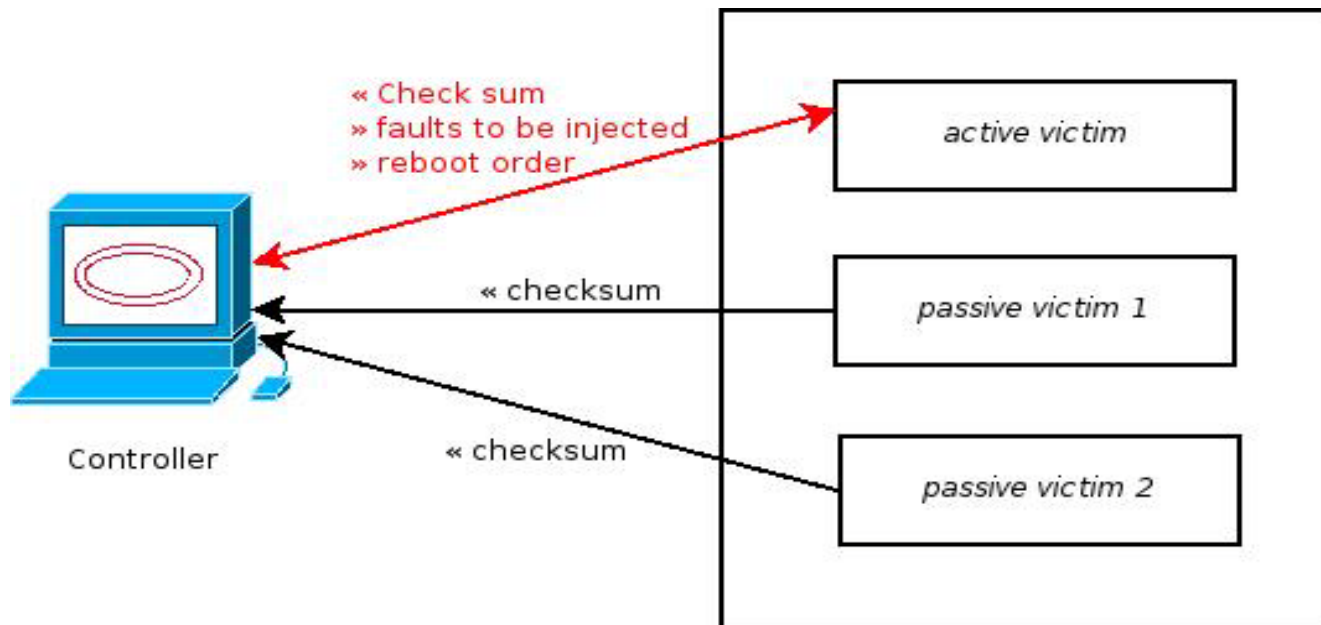 « Check sum
» faults to be injected
» reboot order
active victim
« checksum
passive victim 1
« checksum
passive victim 2
Controller